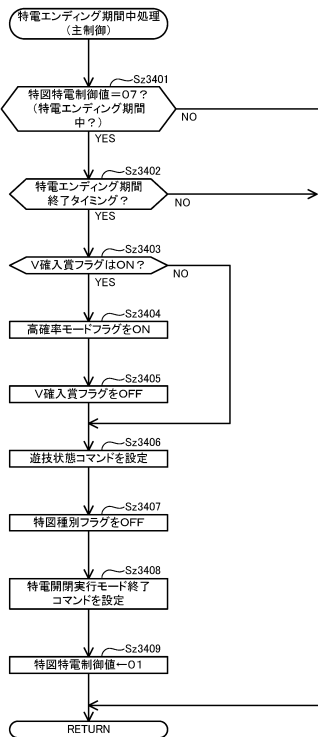 特電エンディング期間中処理
（主制御）
Sz3401
特図特電制御値＝07？
（特電エンディング期間
中？）
NO
YES
Sz3402
特電エンディング期間
終了タイミング？
NO
YES
Sz3403
V確入賞フラグはON？
NO
YES
Sz3404
高確率モードフラグをON
Sz3405
V確入賞フラグをOFF
Sz3406
遊技状態コマンドを設定
Sz3407
特図種別フラグをOFF
Sz3408
特電開閉実行モード終了
コマンドを設定
Sz3409
特図特電制御値←01
RETURN